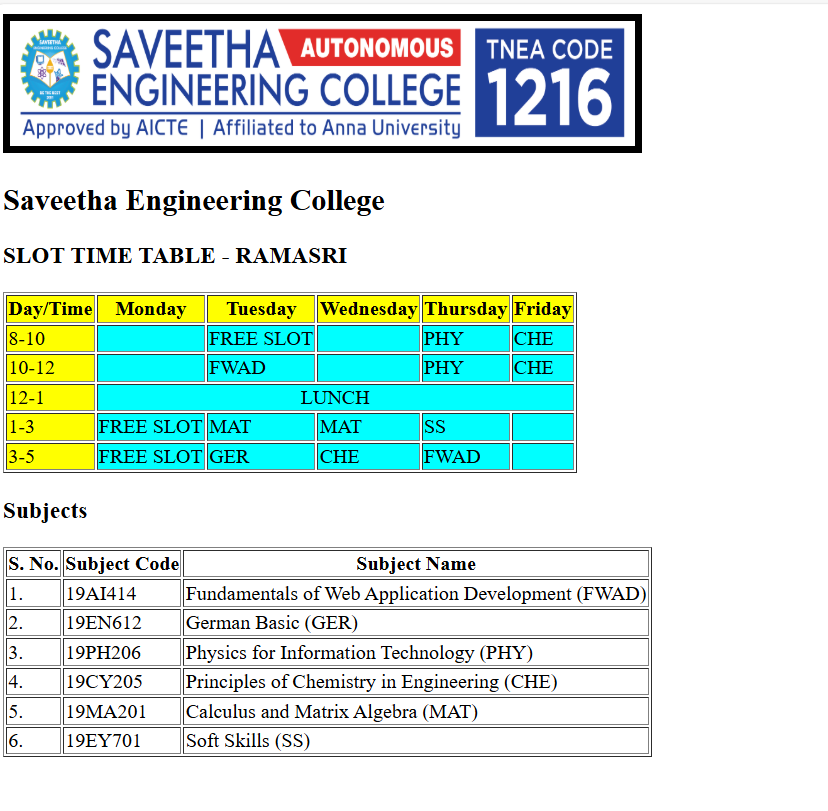 SAVEETHA AUTONOMOUS
ENGINEERING COLLEGE
Approved by AICTE | Affiliated to Anna University
TNEA CODE
1216
Saveetha Engineering College
SLOT TIME TABLE - RAMASRI
Day/Time Monday Tuesday Wednesday Thursday Friday
8-10 FREE SLOT PHY CHE
10-12 FWAD PHY CHE
12-1 LUNCH
1-3 FREE SLOT MAT MAT SS
3-5 FREE SLOT GER CHE FWAD
Subjects
S. No. Subject Code Subject Name
1. 19AI414 Fundamentals of Web Application Development (FWAD)
2. 19EN612 German Basic (GER)
3. 19PH206 Physics for Information Technology (PHY)
4. 19CY205 Principles of Chemistry in Engineering (CHE)
5. 19MA201 Calculus and Matrix Algebra (MAT)
6. 19EY701 Soft Skills (SS)